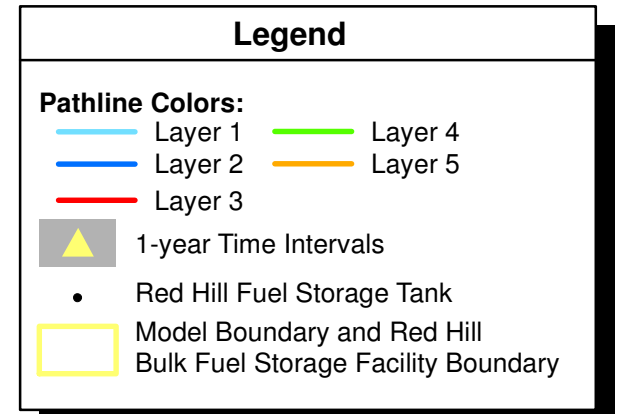 Legend
Pathline Colors:
Layer 1
Layer 4
Layer 2
Layer 5
Layer 3
1-year Time Intervals
Red Hill Fuel Storage Tank
Model Boundary and Red Hill
Bulk Fuel Storage Facility Boundary